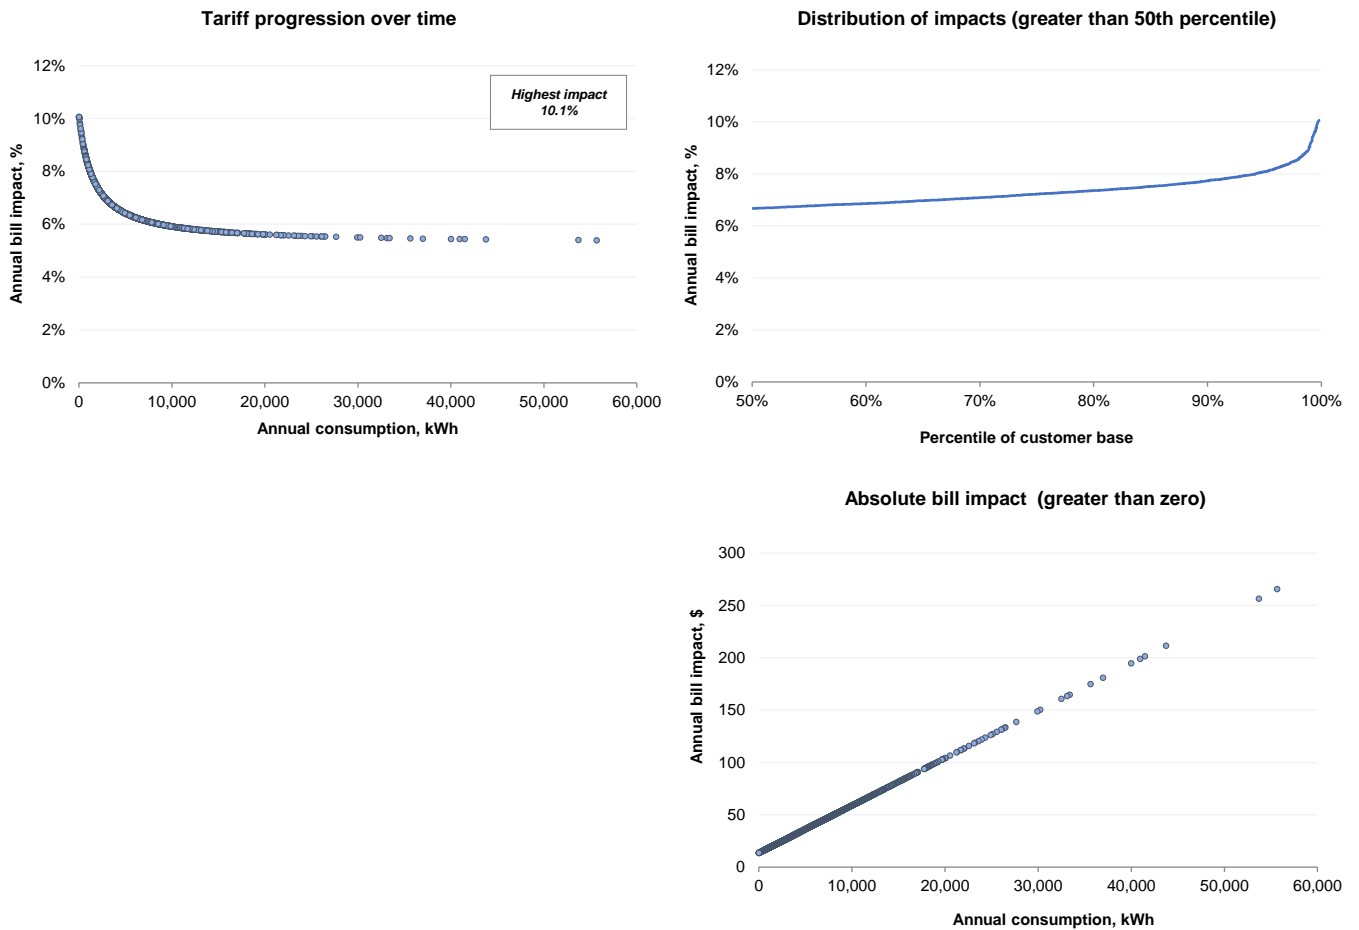 Tariff progression over time
12%
10%
8%
6%
4%
2%
0%
Annual bill impact, %
Highest impact
10.1%
0 10,000 20,000 30,000 40,000 50,000 60,000
Annual consumption, kWh
Distribution of impacts (greater than 50th percentile)
12%
10%
8%
6%
4%
2%
0%
Annual bill impact, %
50% 60% 70% 80% 90% 100%
Percentile of customer base
Absolute bill impact  (greater than zero)
300
250
200
150
100
50
0
Annual bill impact, $
0 10,000 20,000 30,000 40,000 50,000 60,000
Annual consumption, kWh